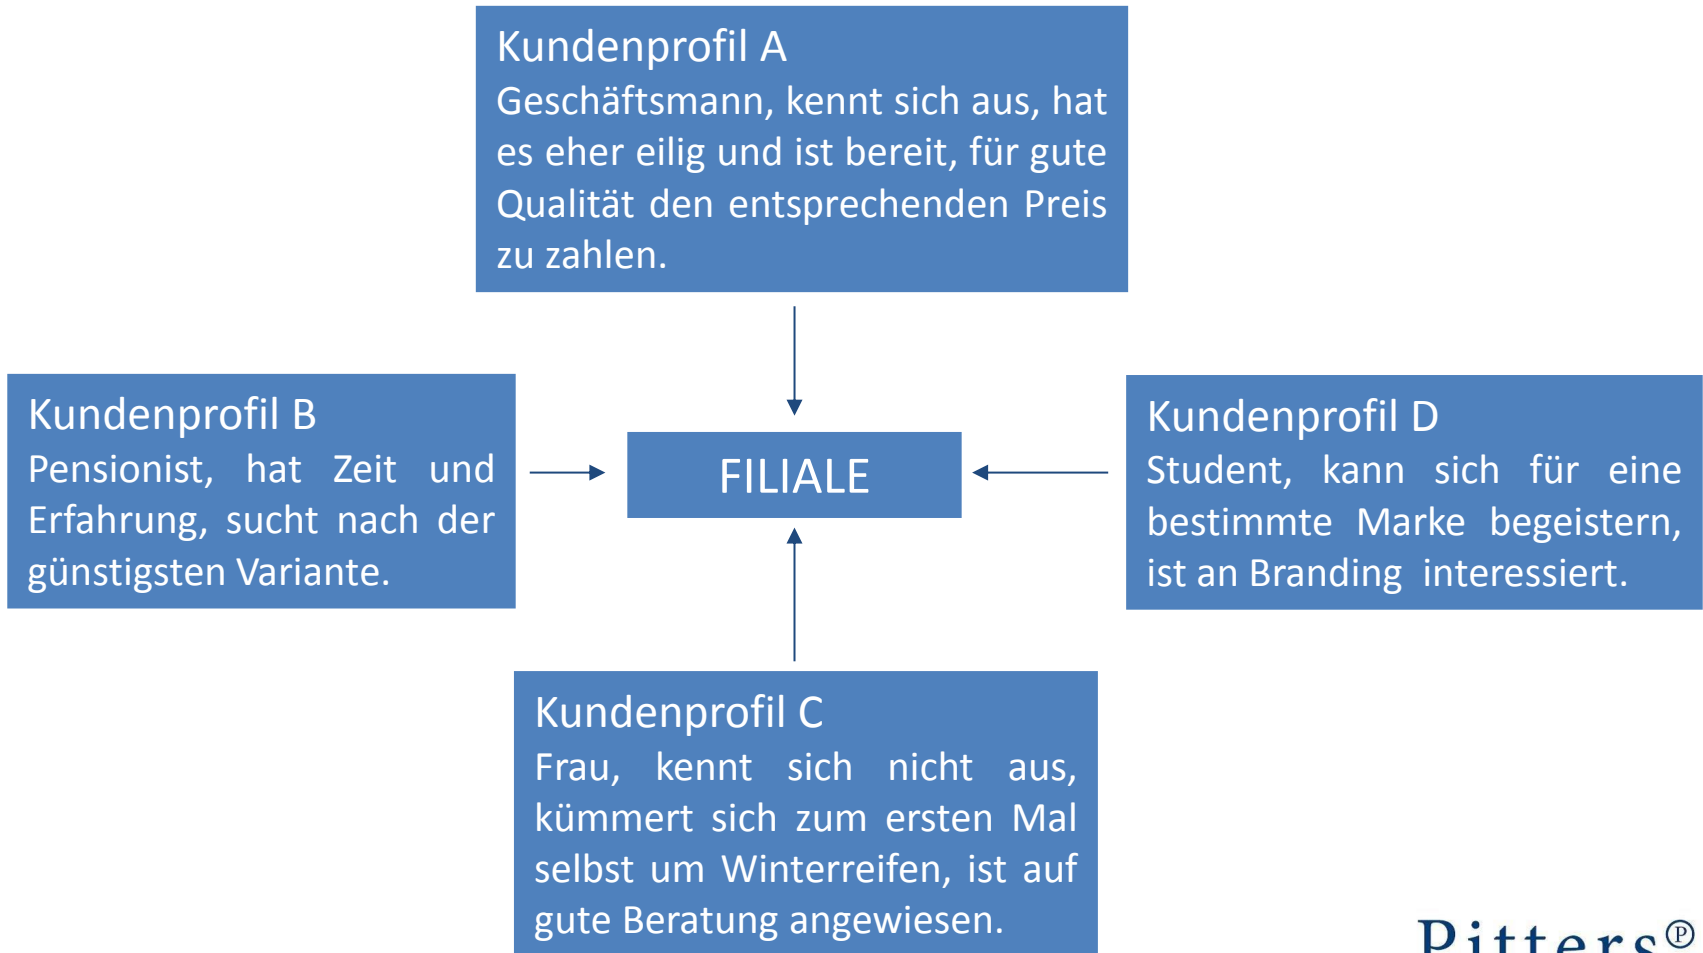 Kundenprofil A
Geschäftsmann, kennt sich aus, hat
es eher eilig und ist bereit, für gute
Qualität den entsprechenden Preis
zu zahlen.
Kundenprofil B
Pensionist, hat Zeit und
Erfahrung, sucht nach der
günstigsten Variante.
FILIALE
Kundenprofil D
Student, kann sich für eine
bestimmte Marke begeistern,
ist an Branding interessiert.
Kundenprofil C
Frau, kennt sich nicht aus,
kümmert sich zum ersten Mal
selbst um Winterreifen, ist auf
gute Beratung angewiesen.
Pitters℗